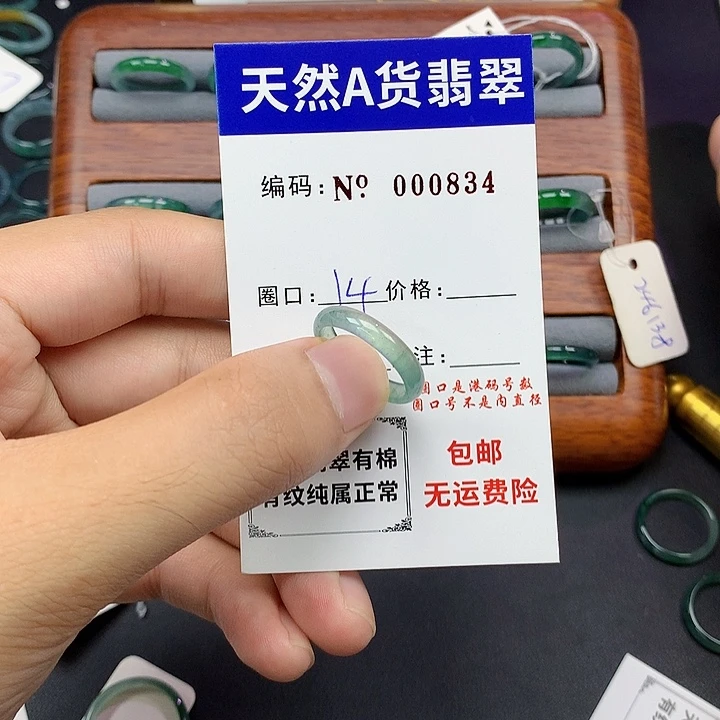 天然A货翡翠
编码: Nº 000834
圈口: 14 价格:
注:
圈口是港码号数
圆口号不是内直径
翠有棉
有纹纯属正常
包邮
无运费险